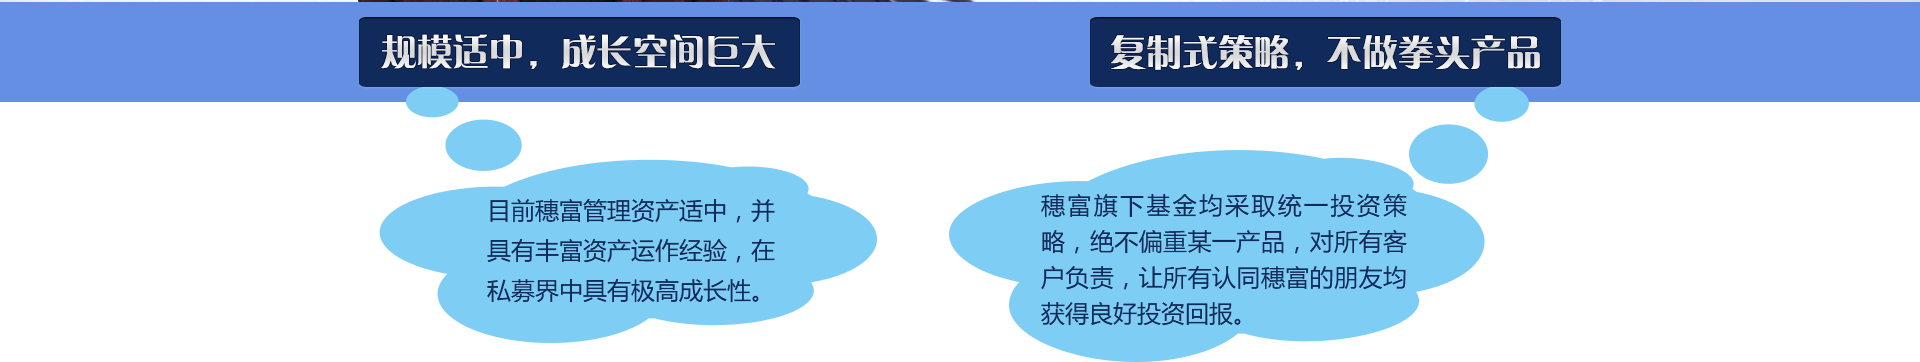 规模适中，成长空间巨大
目前穗富管理资产适中，并
具有丰富资产运作经验，在
私募界中具有极高成长性。
复制式策略，不做拳头产品
穗富旗下基金均采取统一投资策
略，绝不偏重某一产品，对所有客
户负责，让所有认同穗富的朋友均
获得良好投资回报。